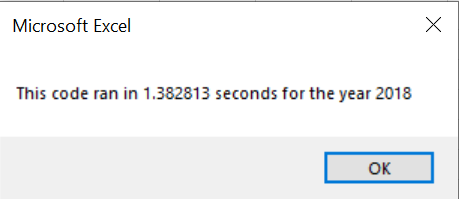 Microsoft Excel
This code ran in 1.382813 seconds for the year 2018
OK